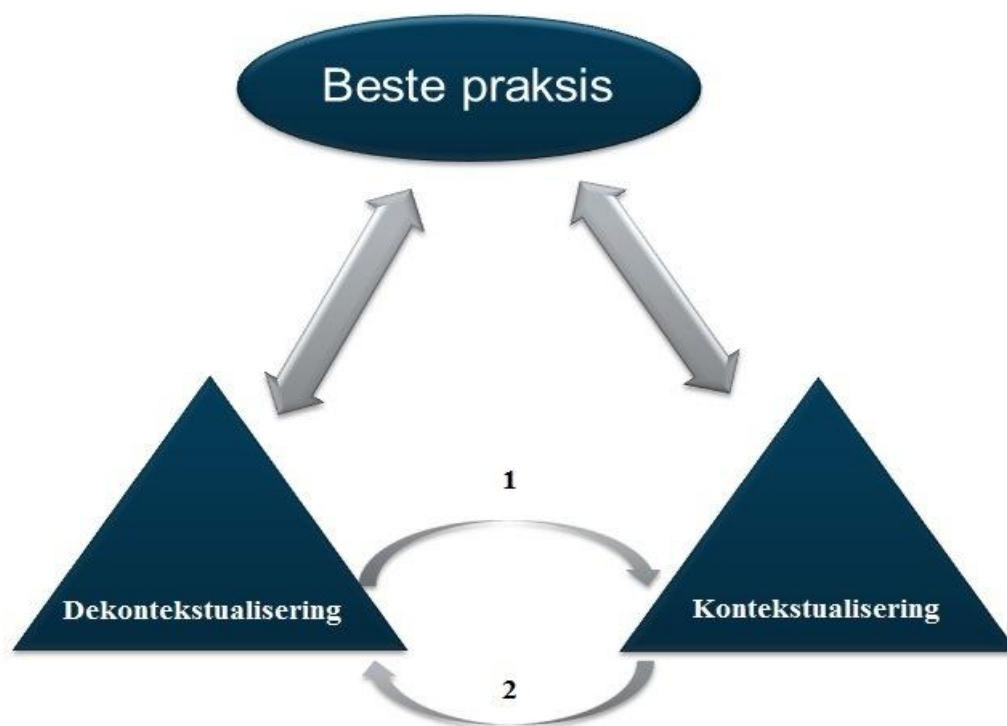 Beste praksis
1
Dekontekstualisering
Kontekstualisering
2